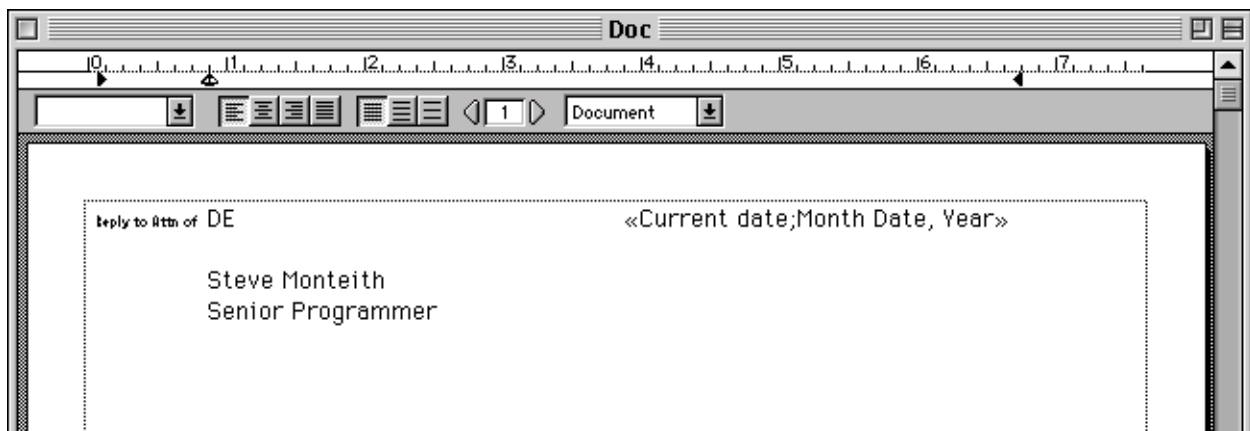 Doc
0 1 2 3 4 5 6 7
1 Document
Reply to Attn of DE «Current date;Month Date, Year»
Steve Monteith
Senior Programmer